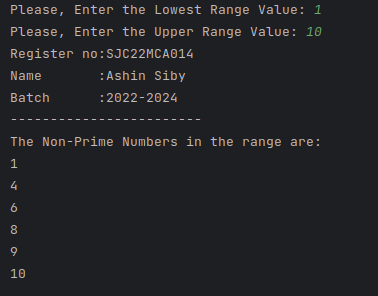 Please, Enter the Lowest Range Value: 1
Please, Enter the Upper Range Value: 10
Register no:SJC22MCA014
Name       :Ashin Siby
Batch      :2022-2024
------------------------
The Non-Prime Numbers in the range are:
1
4
6
8
9
10